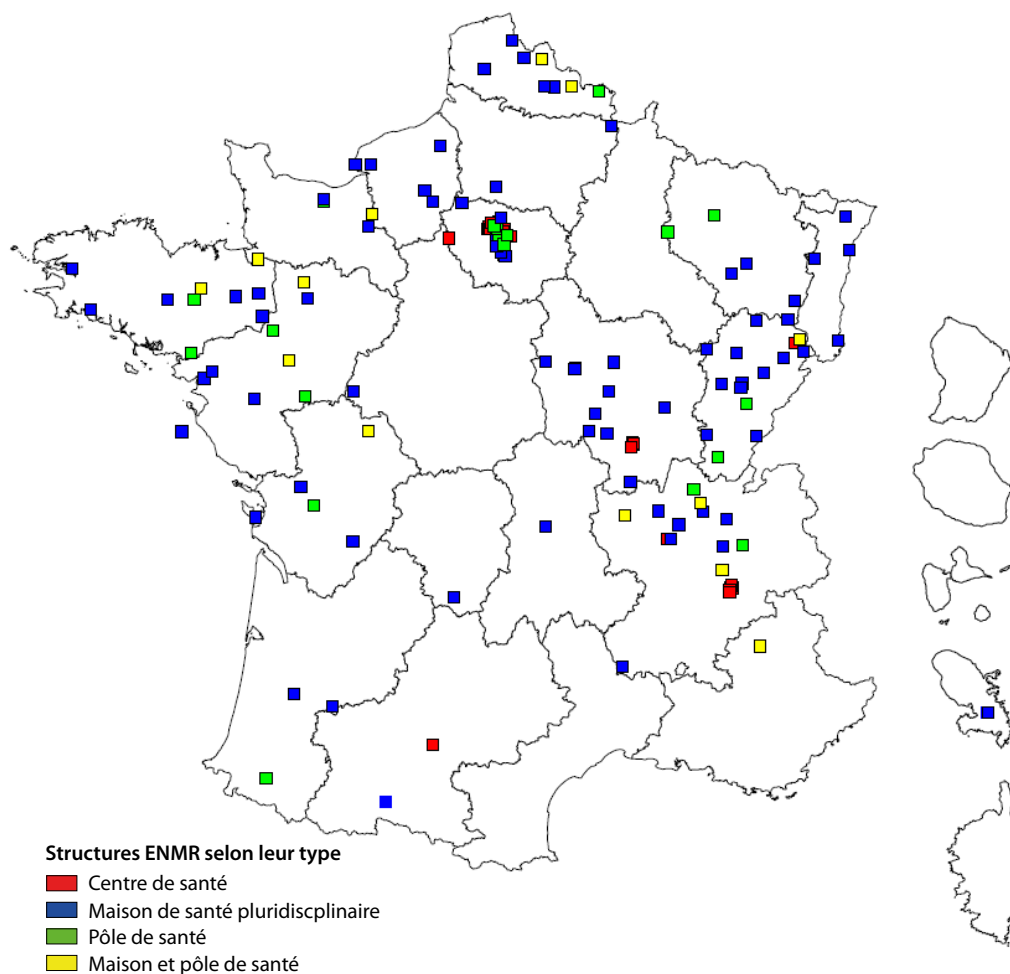 Structures ENMR selon leur type
Centre de santé
Maison de santé pluridiscplinaire
Pôle de santé
Maison et pôle de santé